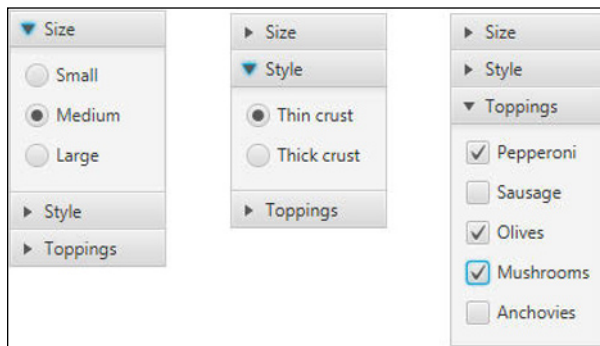 Size
Small
Medium
Large
Style
Toppings
Size
Style
Thin crust
Thick crust
Toppings
Size
Style
Toppings
Pepperoni
Sausage
Olives
Mushrooms
Anchovies